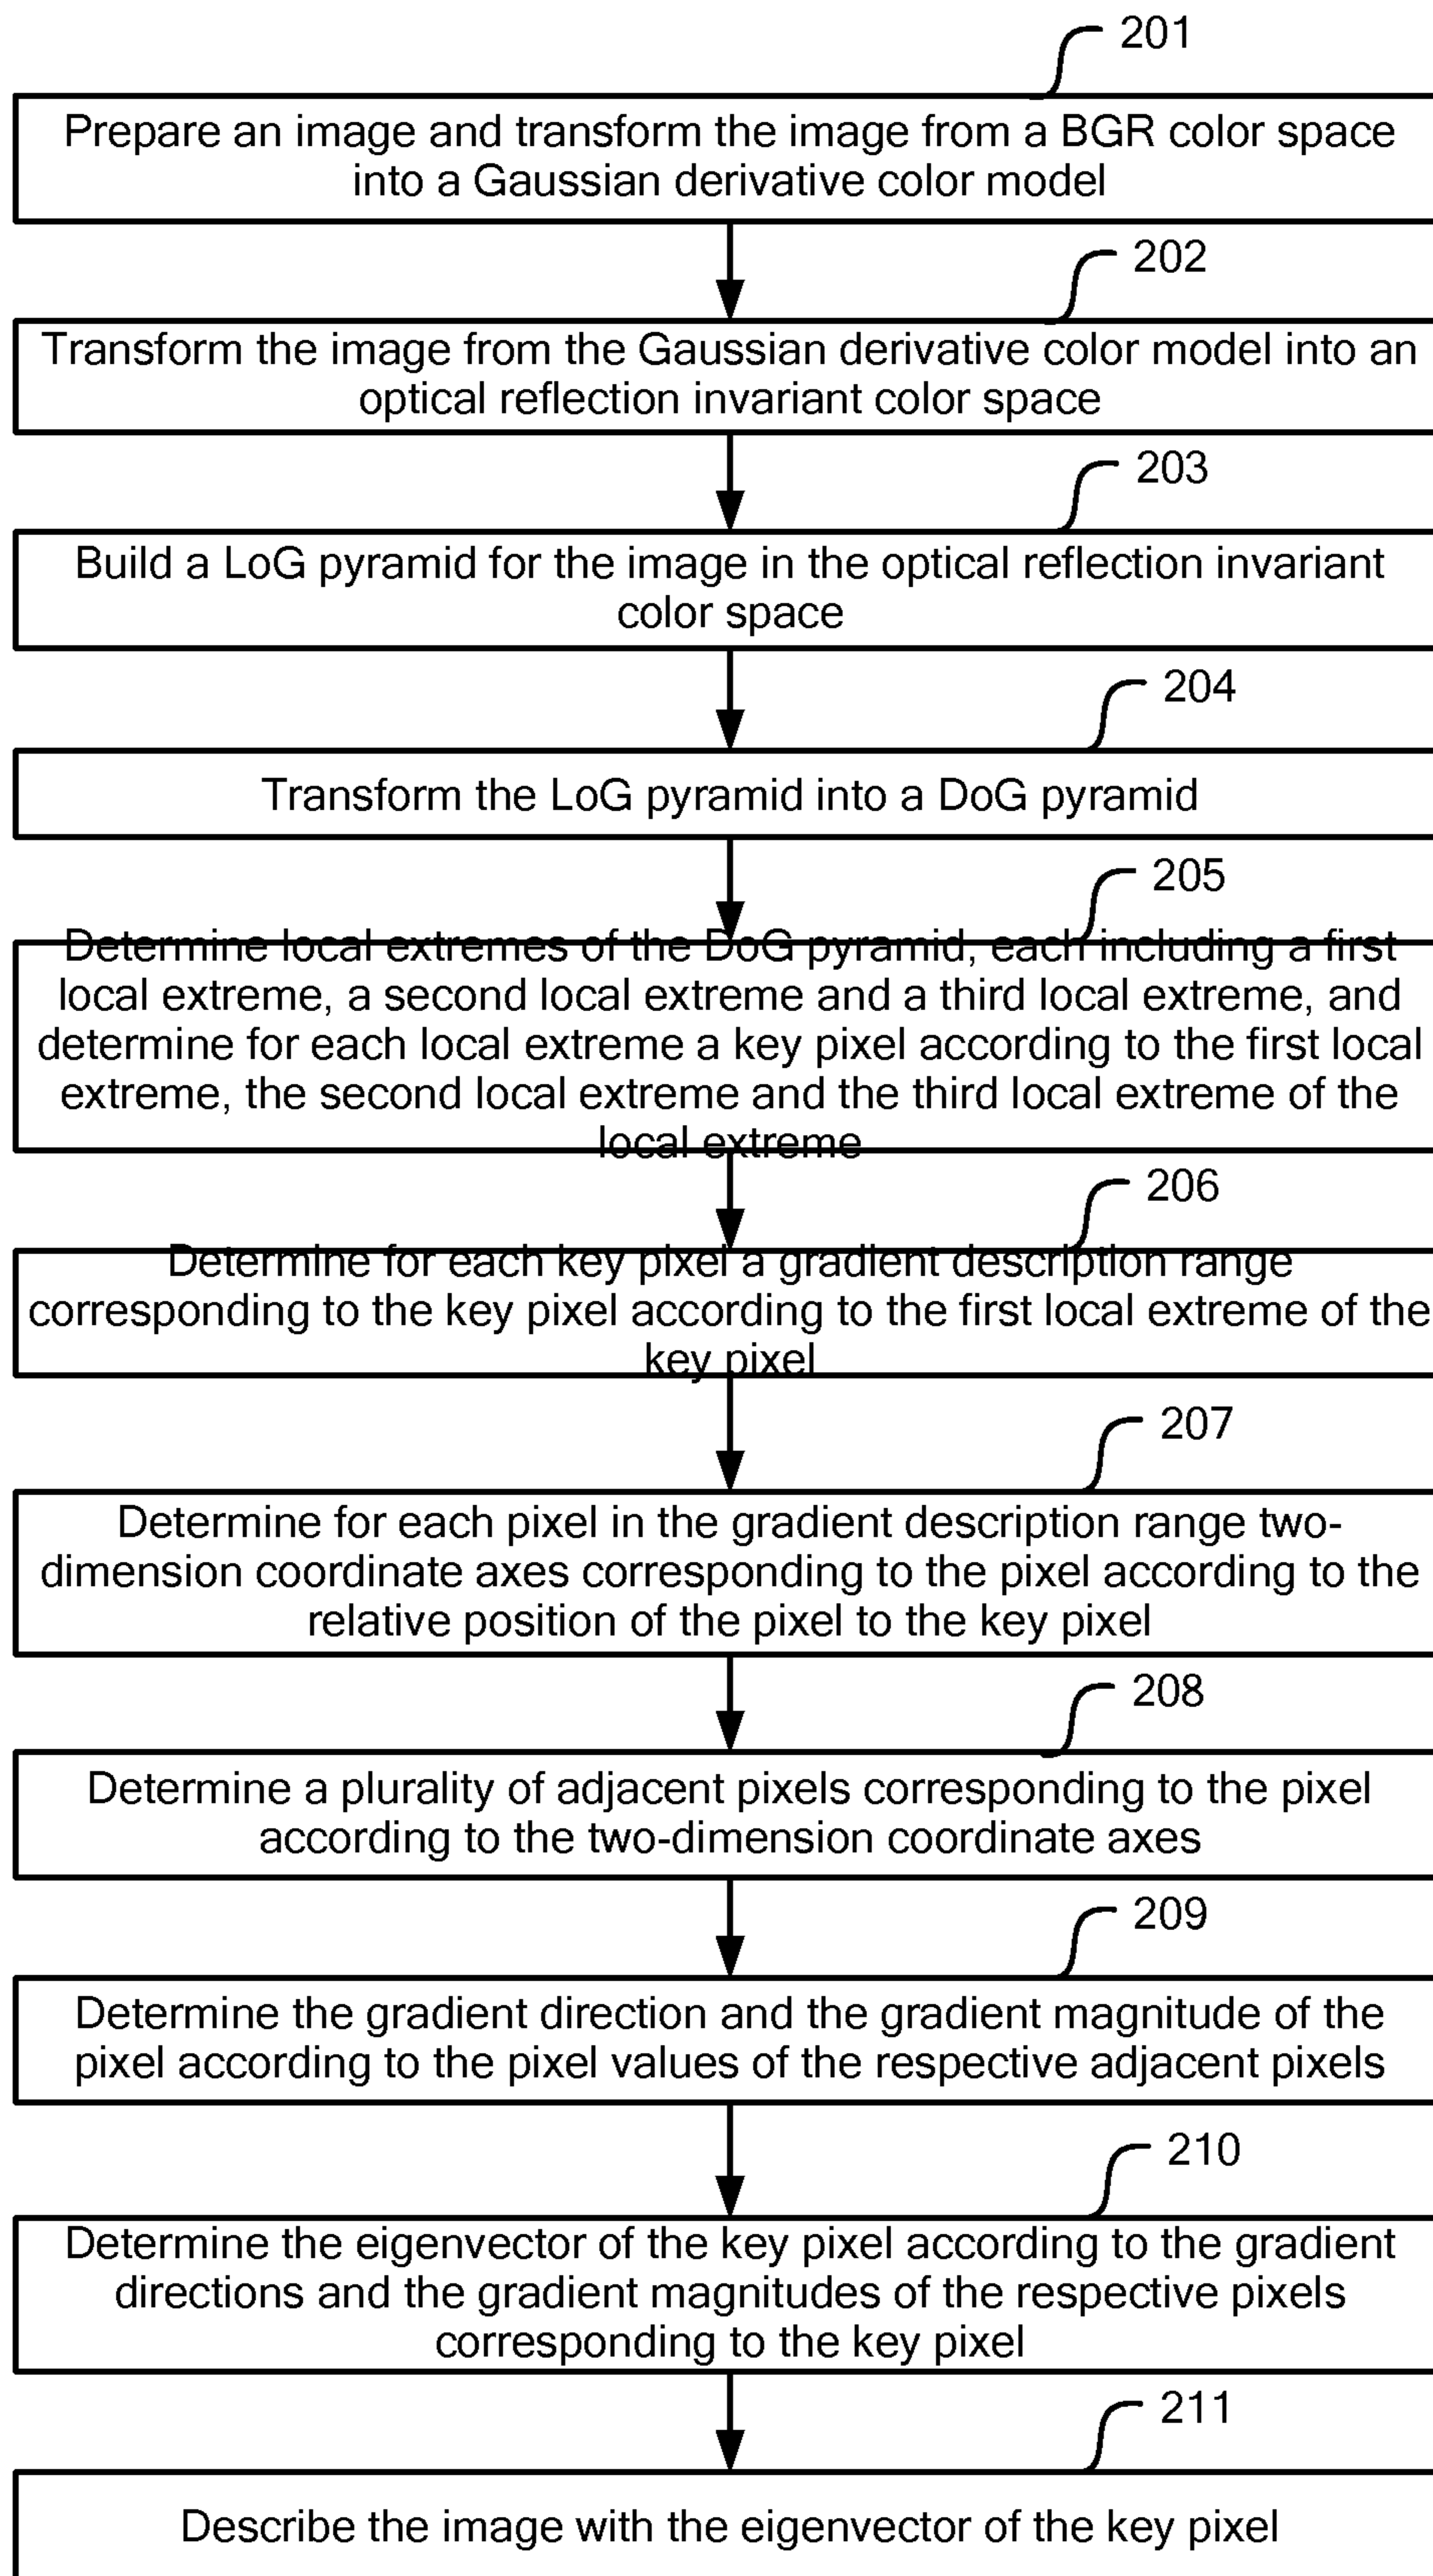 201
Prepare an image and transform the image from a BGR color space
into a Gaussian derivative color model
202
Transform the image from the Gaussian derivative color model into an
optical reflection invariant color space
203
Build a LoG pyramid for the image in the optical reflection invariant
color space
204
Transform the LoG pyramid into a DoG pyramid
205
Determine local extremes of the DoG pyramid, each including a first
local extreme, a second local extreme and a third local extreme, and
determine for each local extreme a key pixel according to the first local
extreme, the second local extreme and the third local extreme of the
local extreme
206
Determine for each key pixel a gradient description range
corresponding to the key pixel according to the first local extreme of the
key pixel
207
Determine for each pixel in the gradient description range two-
dimension coordinate axes corresponding to the pixel according to the
relative position of the pixel to the key pixel
208
Determine a plurality of adjacent pixels corresponding to the pixel
according to the two-dimension coordinate axes
209
Determine the gradient direction and the gradient magnitude of the
pixel according to the pixel values of the respective adjacent pixels
210
Determine the eigenvector of the key pixel according to the gradient
directions and the gradient magnitudes of the respective pixels
corresponding to the key pixel
211
Describe the image with the eigenvector of the key pixel